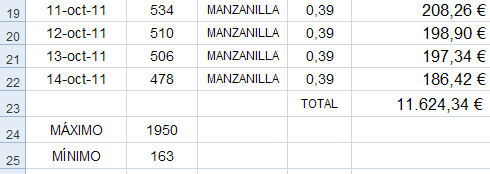 19 11-oct-11 534 MANZANILLA 0,39 208,26 €
20 12-oct-11 510 MANZANILLA 0,39 198,90 €
21 13-oct-11 506 MANZANILLA 0,39 197,34 €
22 14-oct-11 478 MANZANILLA 0,39 186,42 €
23 TOTAL 11.624,34 €
24 MÁXIMO 1950
25 MÍNIMO 163